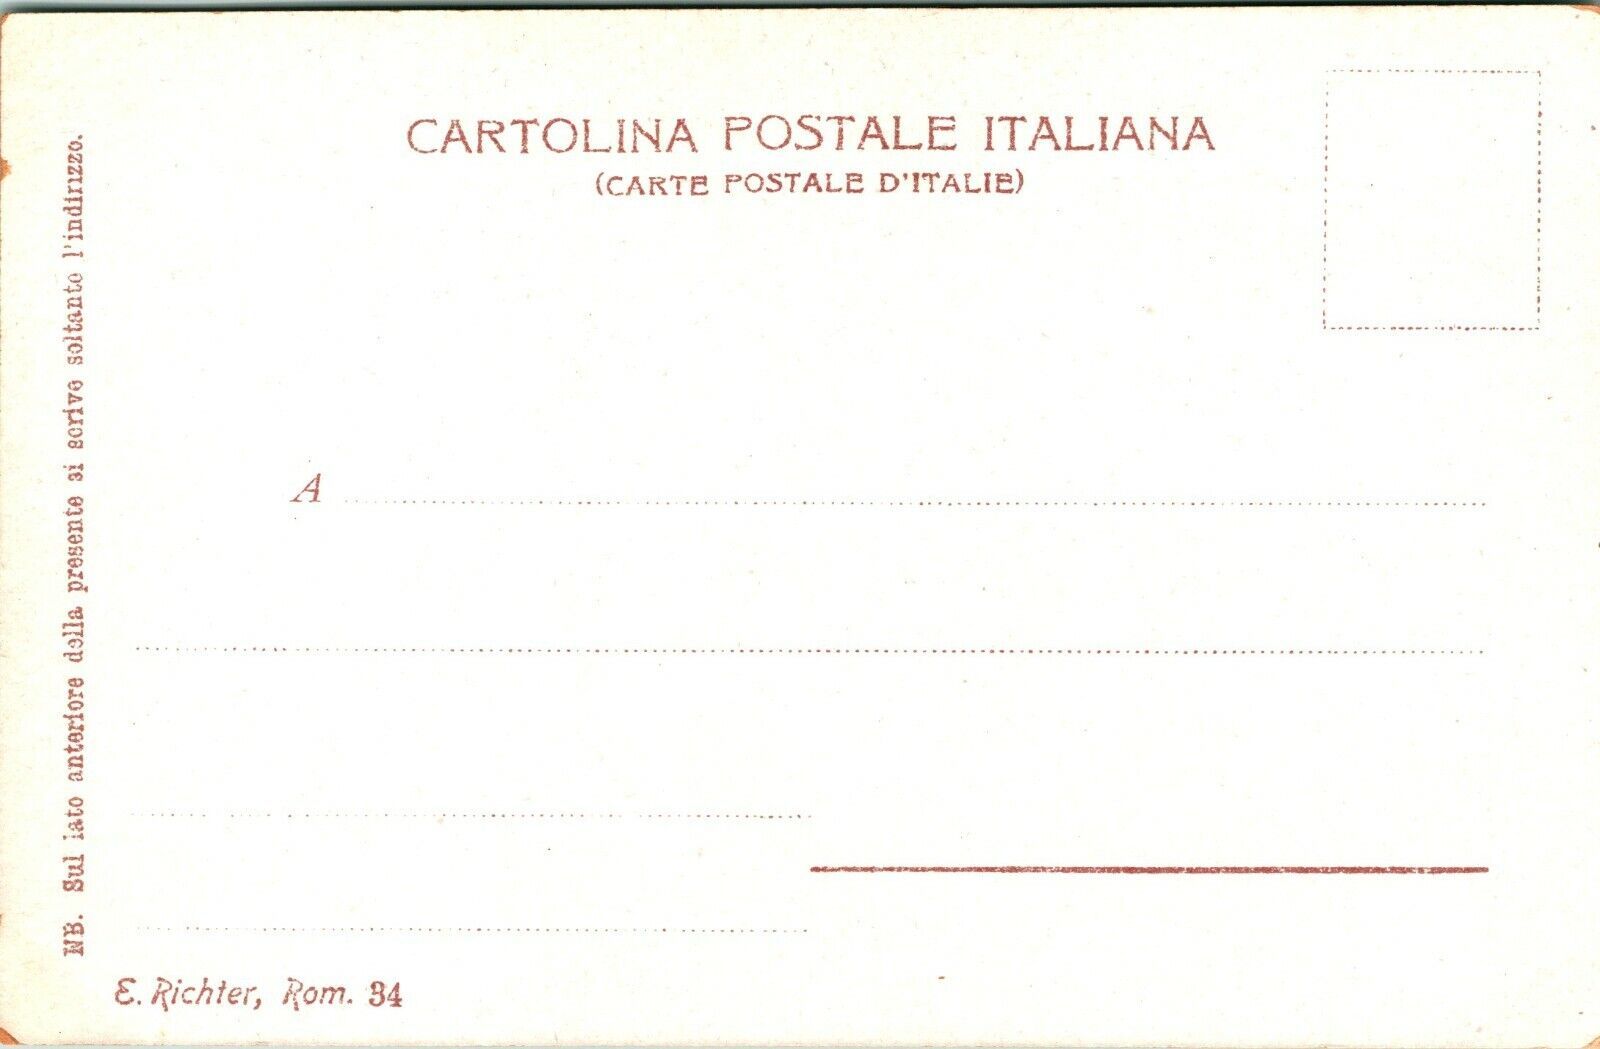 CARTOLINA POSTALE ITALIANA
(CARTE POSTALE D'ITALIE)
A
NB. Sul lato anteriore della presente si scrive soltanto l'indirizzo.
E. Richter, Rom. 34